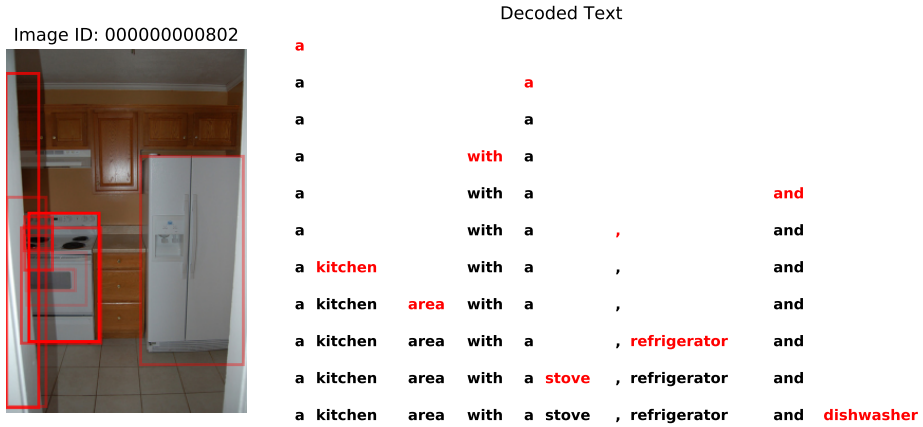 Decoded Text
Image ID: 000000000802
a
a a
a a
a with a
a with a and
a with a , and
a kitchen with a , and
a kitchen area with a , and
a kitchen area with a , refrigerator and
a kitchen area with a stove , refrigerator and
a kitchen area with a stove , refrigerator and dishwasher